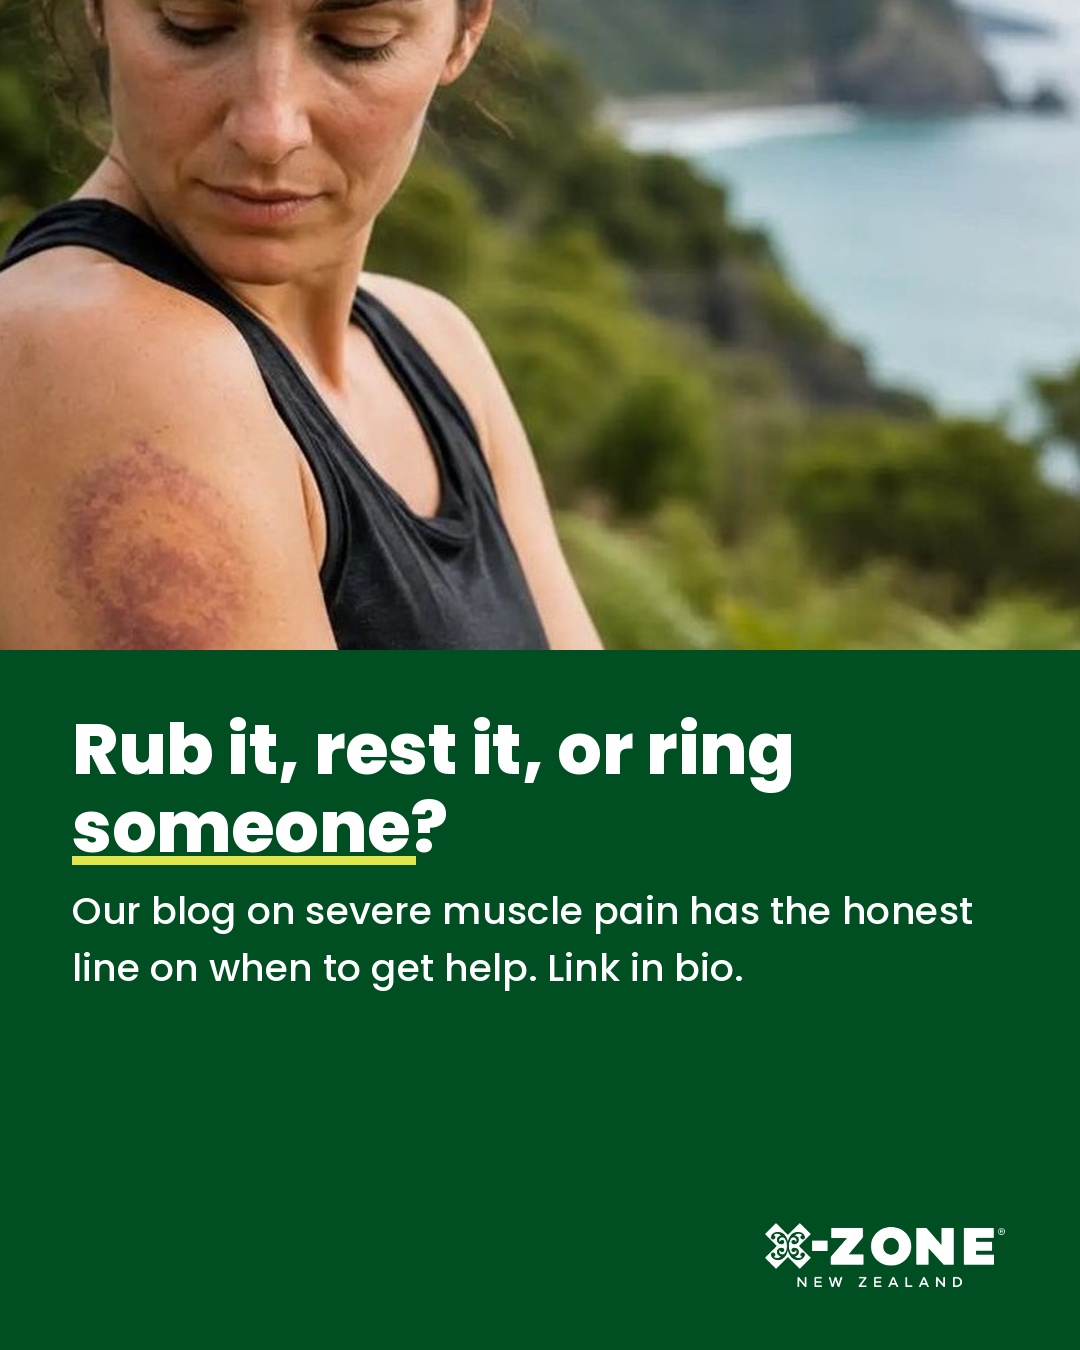 Rub it, rest it, or ring
someone?
Our blog on severe muscle pain has the honest
line on when to get help. Link in bio.
X-ZONE®
NEW ZEALAND